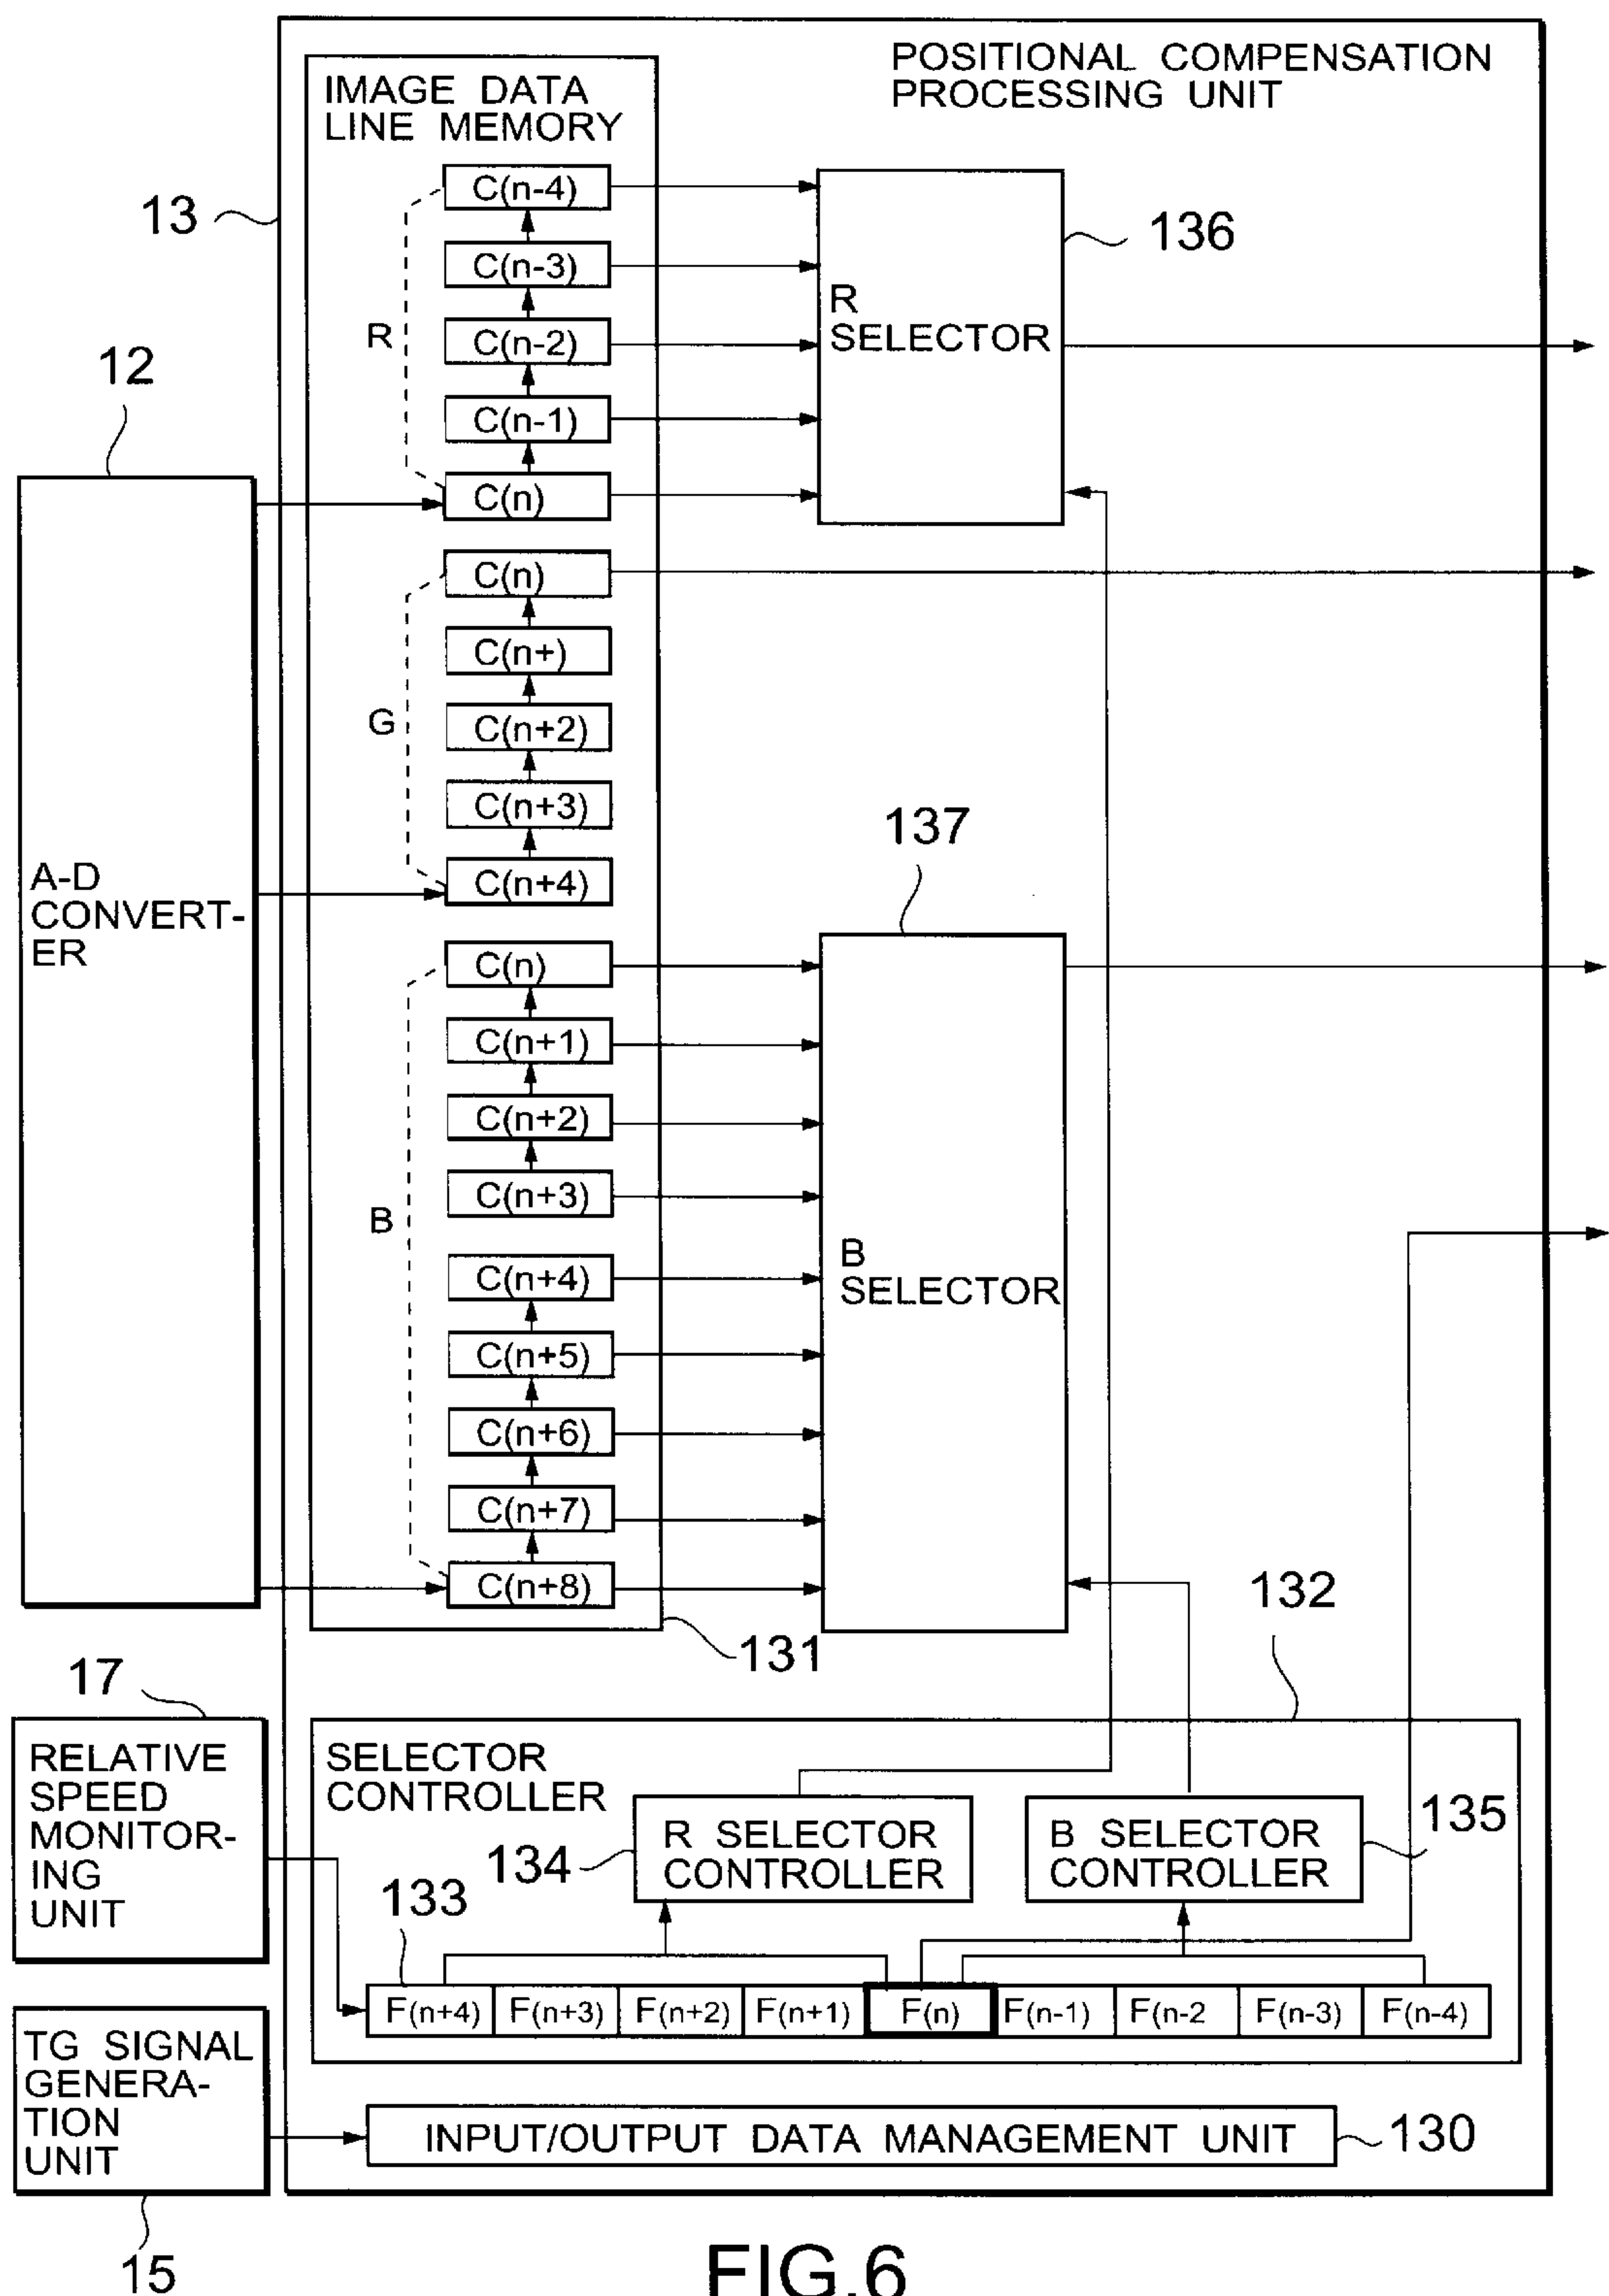 POSITIONAL COMPENSATION
PROCESSING UNIT
IMAGE DATA
LINE MEMORY
13
C(n-4)
C(n-3)
C(n-2)
C(n-1)
C(n)
R
R
SELECTOR
136
12
A-D
CONVERT-
ER
C(n)
C(n+)
C(n+2)
C(n+3)
C(n+4)
G
137
C(n)
C(n+1)
C(n+2)
C(n+3)
C(n+4)
C(n+5)
C(n+6)
C(n+7)
C(n+8)
B
B
SELECTOR
131
132
17
RELATIVE
SPEED
MONITOR-
ING
UNIT
SELECTOR
CONTROLLER
134
R SELECTOR
CONTROLLER
B SELECTOR
CONTROLLER
135
133
F(n+4) F(n+3) F(n+2) F(n+1) F(n) F(n-1) F(n-2 F(n-3) F(n-4)
TG SIGNAL
GENERA-
TION
UNIT
15
INPUT/OUTPUT DATA MANAGEMENT UNIT
130
FIG.6